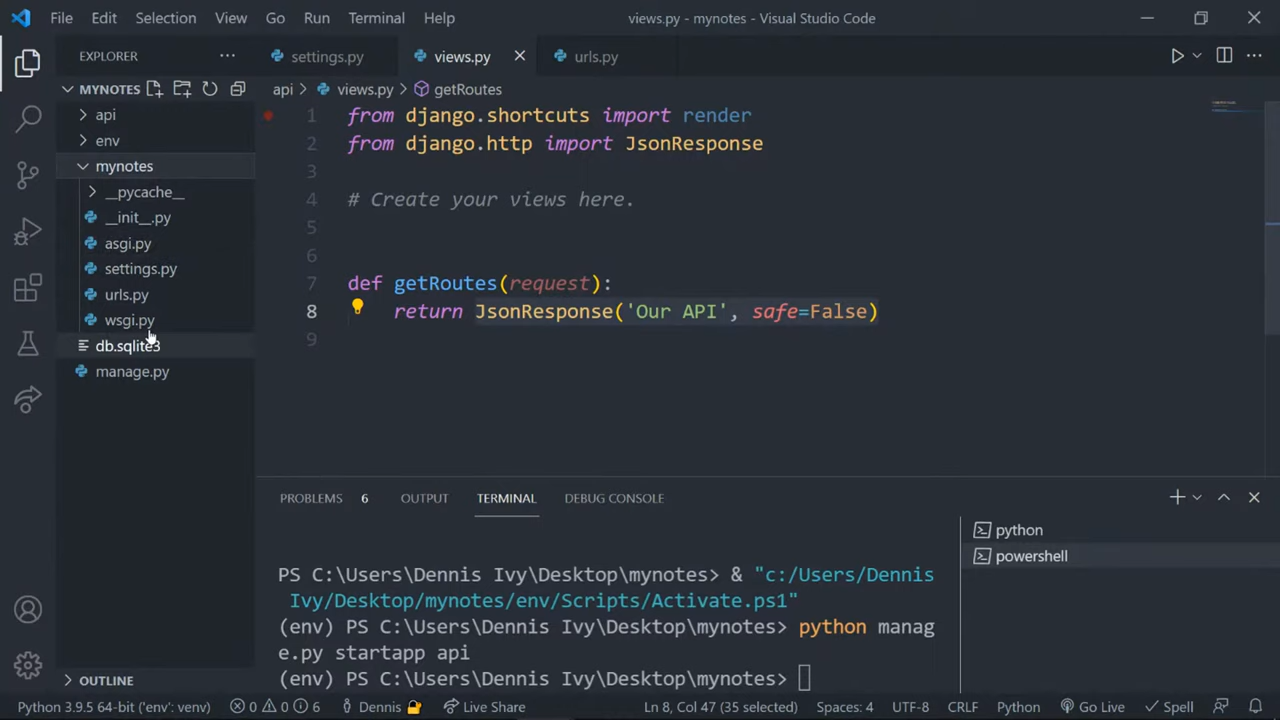 File Edit Selection View Go Run Terminal Help views.py - mynotes - Visual Studio Code
EXPLORER
MYNOTES
api
env
mynotes
__pycache__
__init__.py
asgi.py
settings.py
urls.py
wsgi.py
db.sqlite3
manage.py
OUTLINE
settings.py views.py urls.py
api > views.py > getRoutes
1 from django.shortcuts import render
2 from django.http import JsonResponse
3
4 # Create your views here.
5
6
7 def getRoutes(request):
8 return JsonResponse('Our API', safe=False)
9
PROBLEMS 6 OUTPUT TERMINAL DEBUG CONSOLE
PS C:\Users\Dennis Ivy\Desktop\mynotes> & "c:/Users/Dennis
Ivy/Desktop/mynotes/env/Scripts/Activate.ps1"
(env) PS C:\Users\Dennis Ivy\Desktop\mynotes> python manag
e.py startapp api
(env) PS C:\Users\Dennis Ivy\Desktop\mynotes>
python
powershell
Python 3.9.5 64-bit ('env': venv) 0 0 6 Dennis Live Share Ln 8, Col 47 (35 selected) Spaces: 4 UTF-8 CRLF Python Go Live Spell